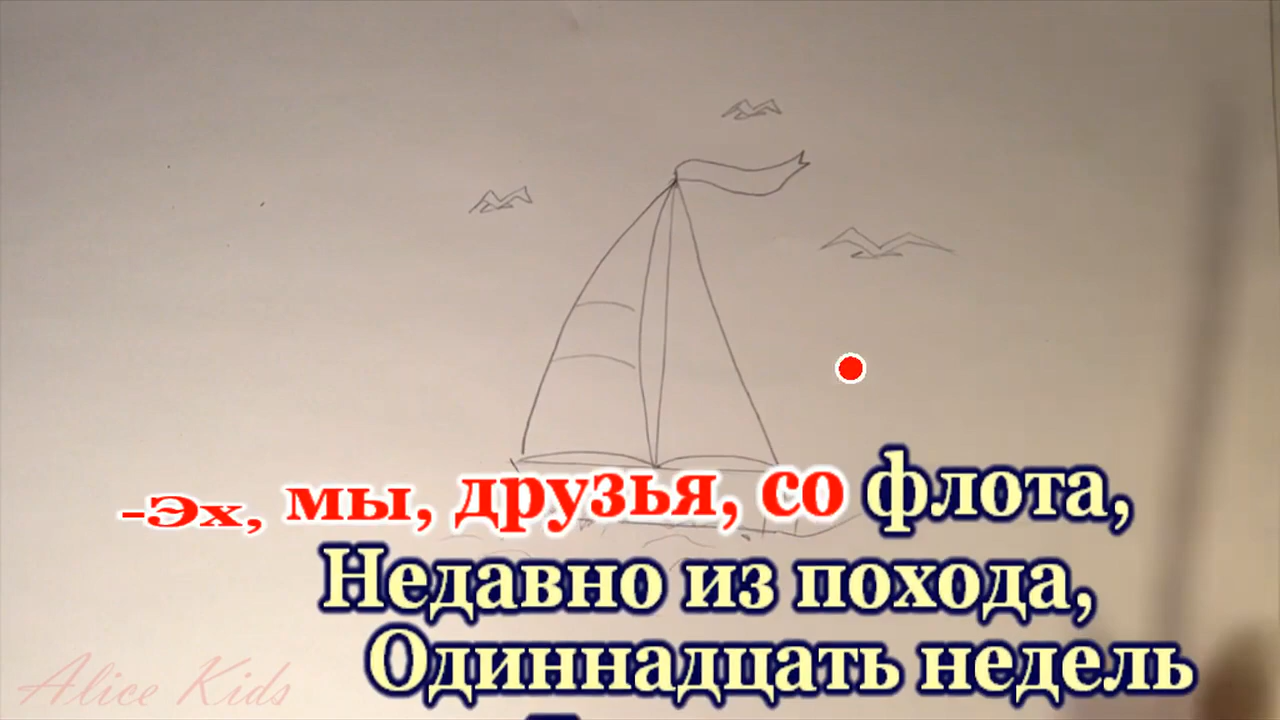 -Эх, мы, друзья, со флота,
Недавно из похода,
Одиннадцать недель
Alice Kids